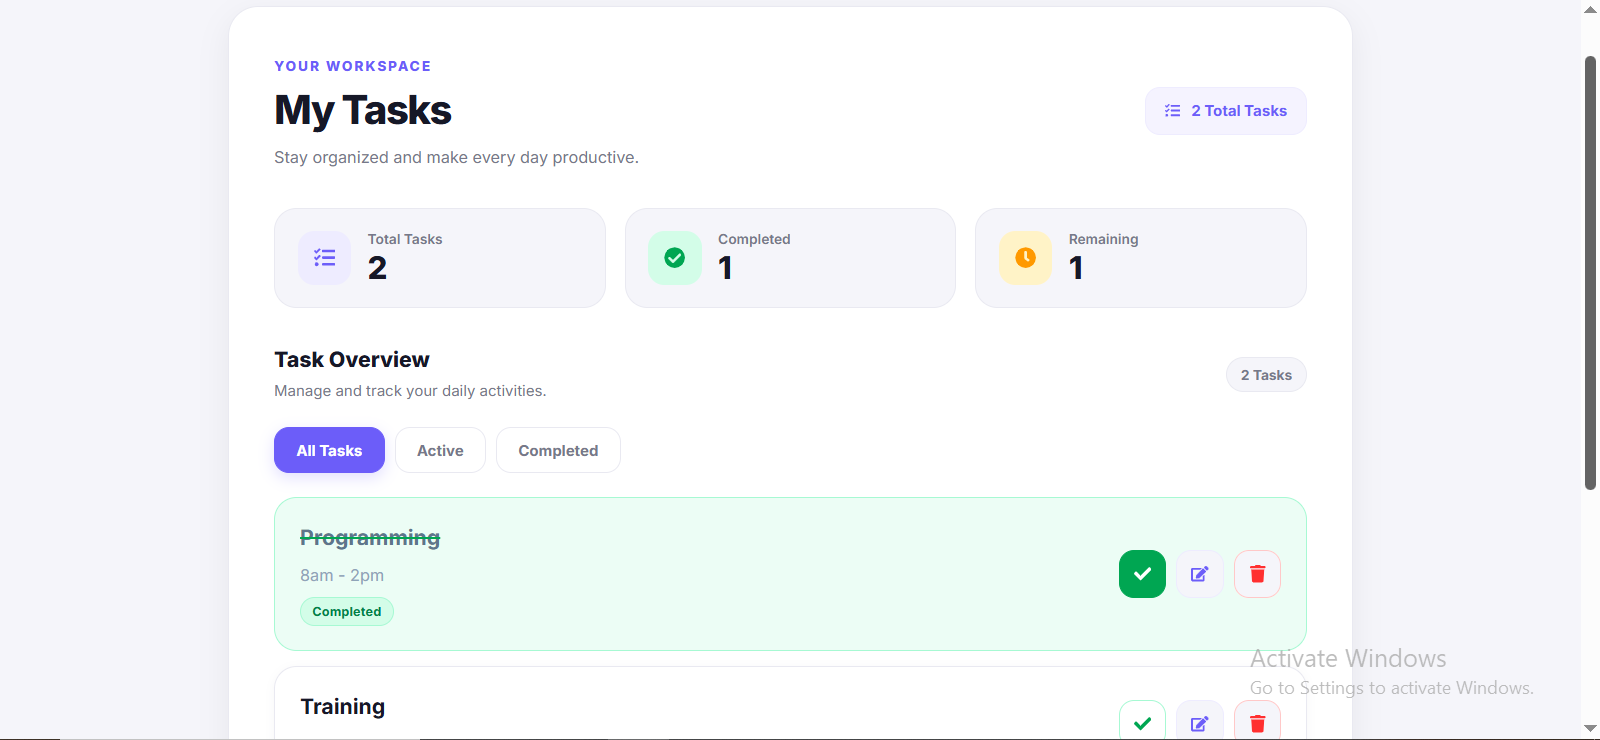 YOUR WORKSPACE
My Tasks
2 Total Tasks
Stay organized and make every day productive.
Total Tasks
2
Completed
1
Remaining
1
Task Overview
Manage and track your daily activities.
2 Tasks
All Tasks
Active
Completed
Programming
8am - 2pm
Completed
Training
Activate Windows
Go to Settings to activate Windows.